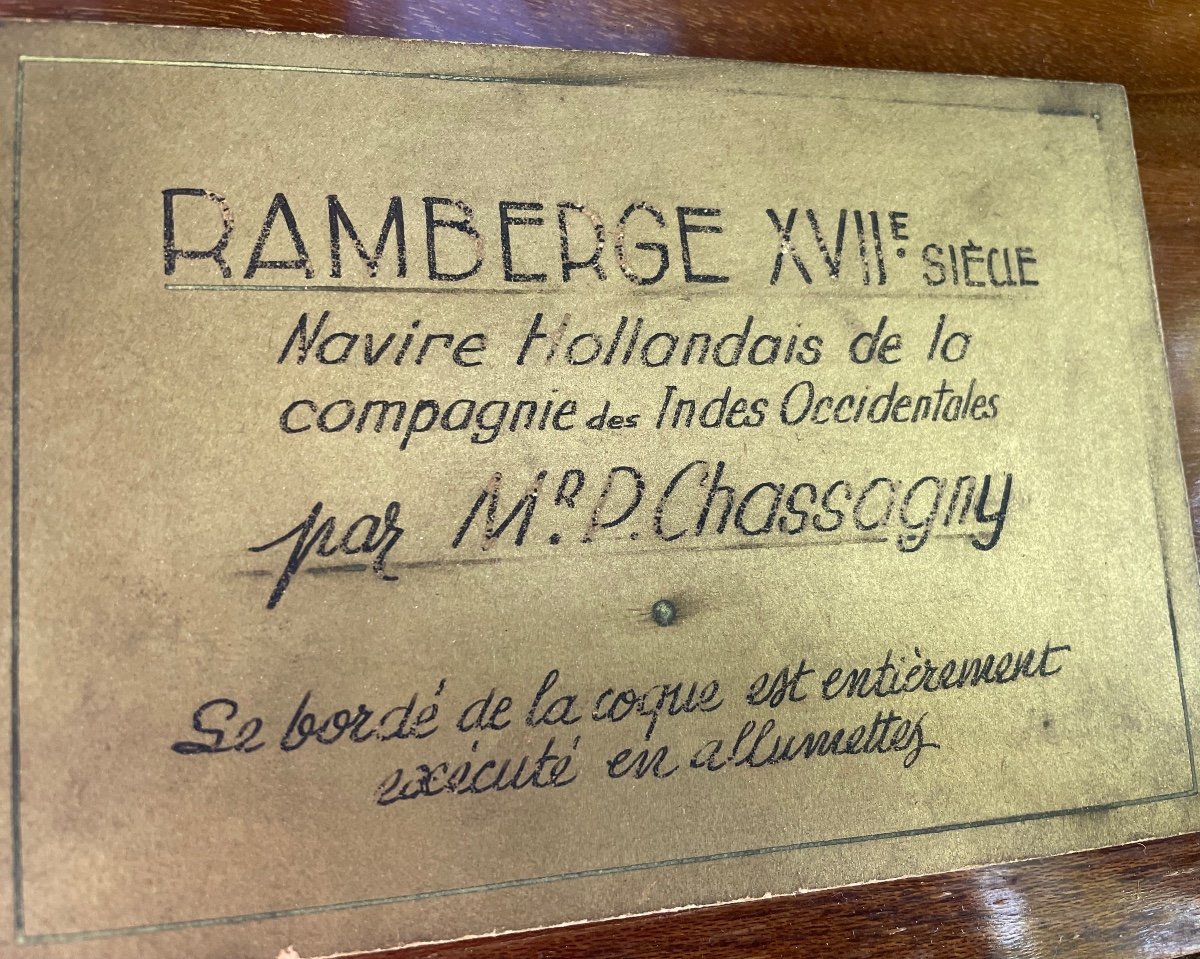 RAMBERGE XVIIE. SIÈCLE
Navire Hollandais de la
compagnie des Indes Occidentales
par MR. P. Chassagny
Le bordé de la coque est entièrement
exécuté en allumettes